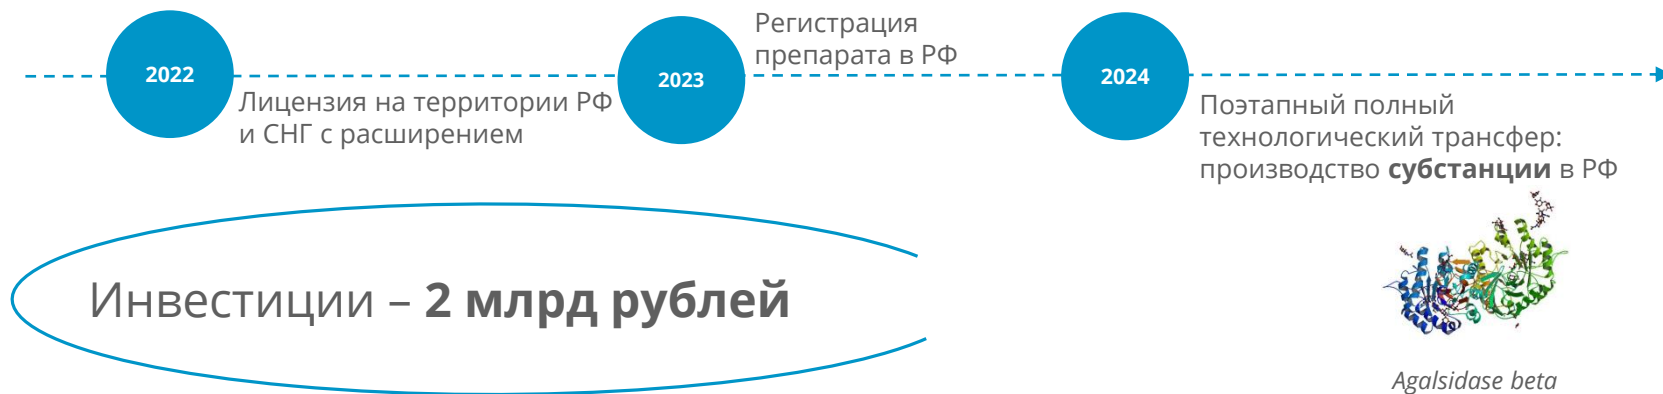 2022
Лицензия на территории РФ
и СНГ с расширением
2023
Регистрация
препарата в РФ
2024
Поэтапный полный
технологический трансфер:
производство субстанции в РФ
Инвестиции – 2 млрд рублей
Agalsidase beta